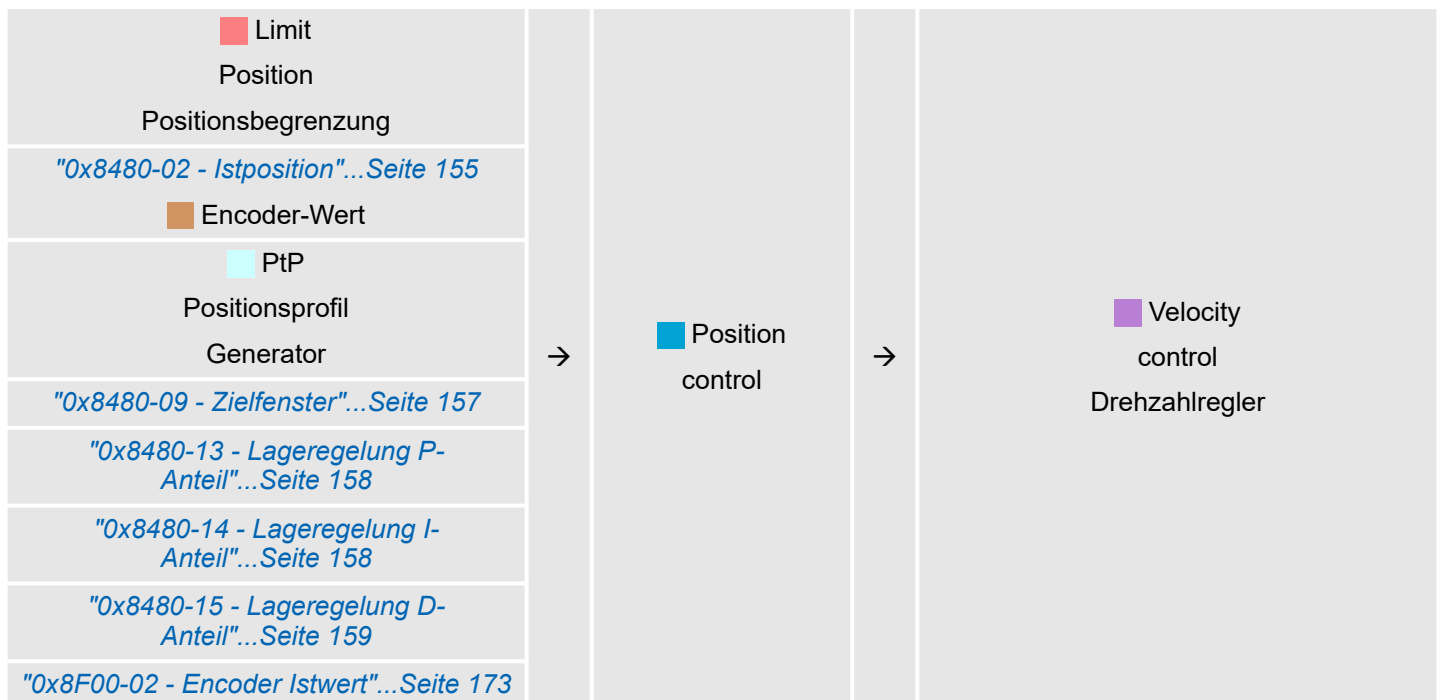 Limit
Position
Positionsbegrenzung
"0x8480-02 - Istposition"...Seite 155
Encoder-Wert
PtP
Positionsprofil
Generator
"0x8480-09 - Zielfenster"...Seite 157
"0x8480-13 - Lageregelung P-
Anteil"...Seite 158
"0x8480-14 - Lageregelung I-
Anteil"...Seite 158
"0x8480-15 - Lageregelung D-
Anteil"...Seite 159
"0x8F00-02 - Encoder Istwert"...Seite 173
→
Position
control
→
Velocity
control
Drehzahlregler